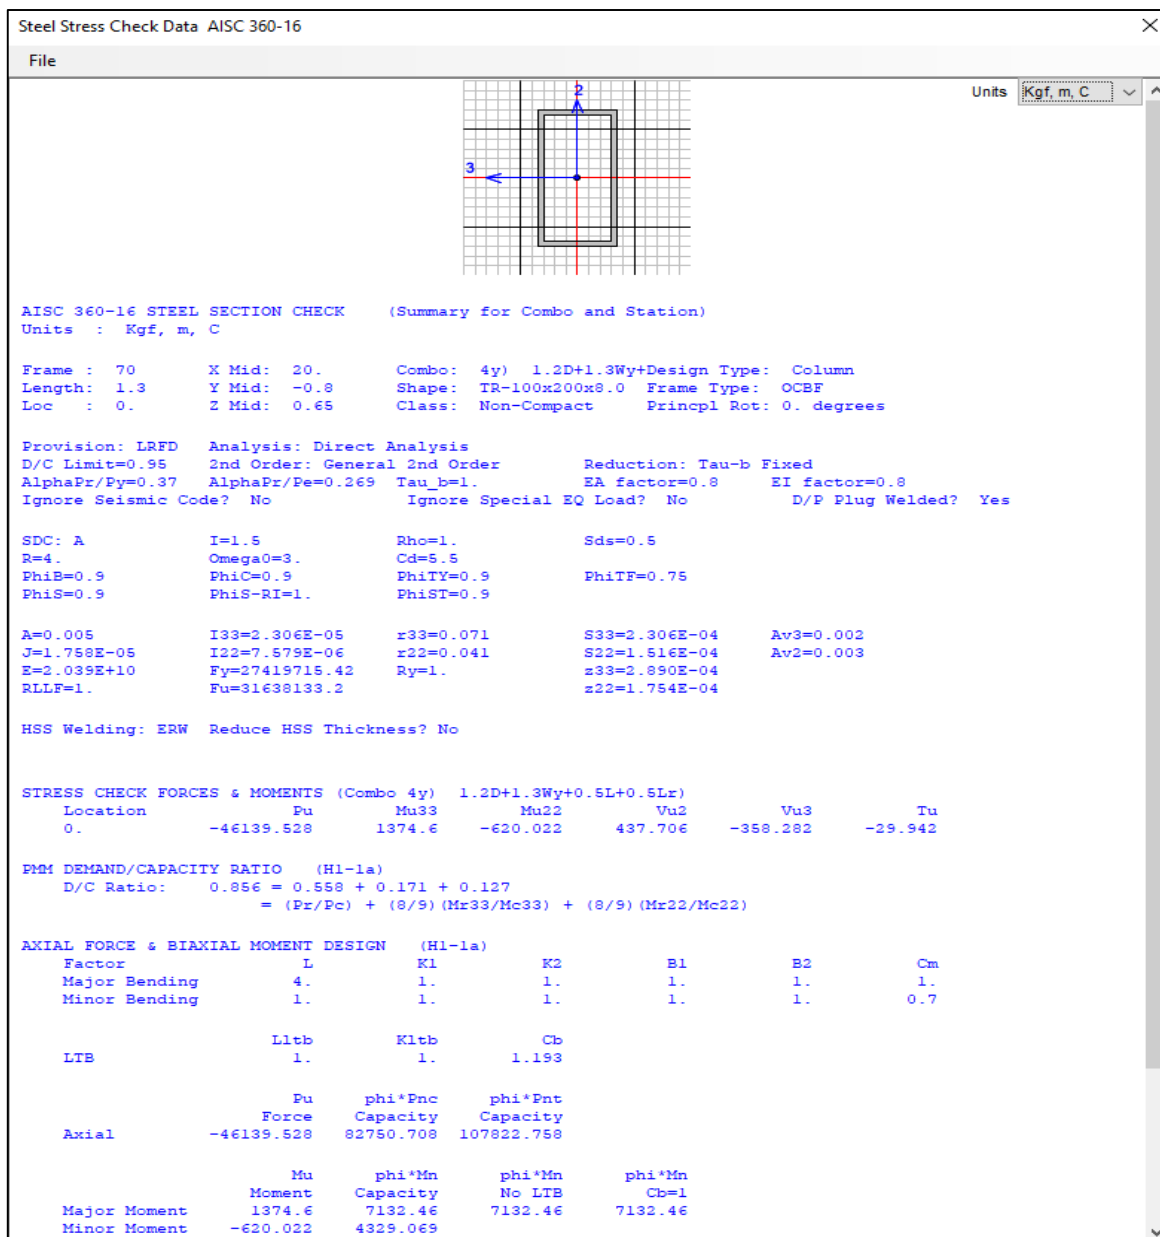 Steel Stress Check Data AISC 360-16
File
Units Kgf, m, C
2
3
AISC 360-16 STEEL SECTION CHECK (Summary for Combo and Station)
Units : Kgf, m, C
Frame : 70 X Mid: 20. Combo: 4y) 1.2D+1.3Wy+Design Type: Column
Length: 1.3 Y Mid: -0.8 Shape: TR-100x200x8.0 Frame Type: OCBF
Loc : 0. Z Mid: 0.65 Class: Non-Compact Princpl Rot: 0. degrees
Provision: LRFD Analysis: Direct Analysis
D/C Limit=0.95 2nd Order: General 2nd Order Reduction: Tau-b Fixed
AlphaPr/Py=0.37 AlphaPr/Pe=0.269 Tau_b=1. EA factor=0.8 EI factor=0.8
Ignore Seismic Code? No Ignore Special EQ Load? No D/P Plug Welded? Yes
SDC: A I=1.5 Rho=1. Sds=0.5
R=4. Omega0=3. Cd=5.5
PhiB=0.9 PhiC=0.9 PhiTY=0.9 PhiTF=0.75
PhiS=0.9 PhiS-RI=1. PhiST=0.9
A=0.005 I33=2.306E-05 r33=0.071 S33=2.306E-04 Av3=0.002
J=1.758E-05 I22=7.579E-06 r22=0.041 S22=1.516E-04 Av2=0.003
E=2.039E+10 Fy=27419715.42 Ry=1. z33=2.890E-04
RLLF=1. Fu=31638133.2 z22=1.754E-04
HSS Welding: ERW Reduce HSS Thickness? No
STRESS CHECK FORCES & MOMENTS (Combo 4y) 1.2D+1.3Wy+0.5L+0.5Lr)
Location Pu Mu33 Mu22 Vu2 Vu3 Tu
0. -46139.528 1374.6 -620.022 437.706 -358.282 -29.942
PMM DEMAND/CAPACITY RATIO (H1-1a)
D/C Ratio: 0.856 = 0.558 + 0.171 + 0.127
= (Pr/Pc) + (8/9)(Mr33/Mc33) + (8/9)(Mr22/Mc22)
AXIAL FORCE & BIAXIAL MOMENT DESIGN (H1-1a)
Factor L K1 K2 B1 B2 Cm
Major Bending 4. 1. 1. 1. 1. 1.
Minor Bending 1. 1. 1. 1. 1. 0.7
Lltb Kltb Cb
LTB 1. 1. 1.193
Pu phi*Pnc phi*Pnt
Force Capacity Capacity
Axial -46139.528 82750.708 107822.758
Mu phi*Mn phi*Mn phi*Mn
Moment Capacity No LTB Cb=1
Major Moment 1374.6 7132.46 7132.46 7132.46
Minor Moment -620.022 4329.069